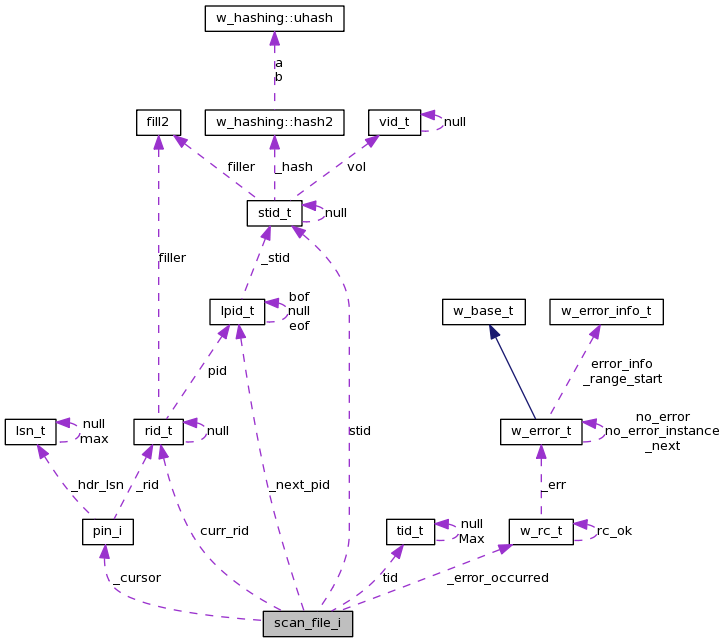 w_hashing::uhash
a
b
fill2
w_hashing::hash2
vid_t
null
filler
_hash
vol
stid_t
null
filler
_stid
lpid_t
bof
null
eof
w_base_t
w_error_info_t
pid
error_info
_range_start
lsn_t
null
max
rid_t
null
stid
w_error_t
no_error
no_error_instance
_next
_hdr_lsn
_rid
_next_pid
_err
pin_i
curr_rid
tid_t
null
Max
w_rc_t
rc_ok
_cursor
tid
_error_occurred
scan_file_i